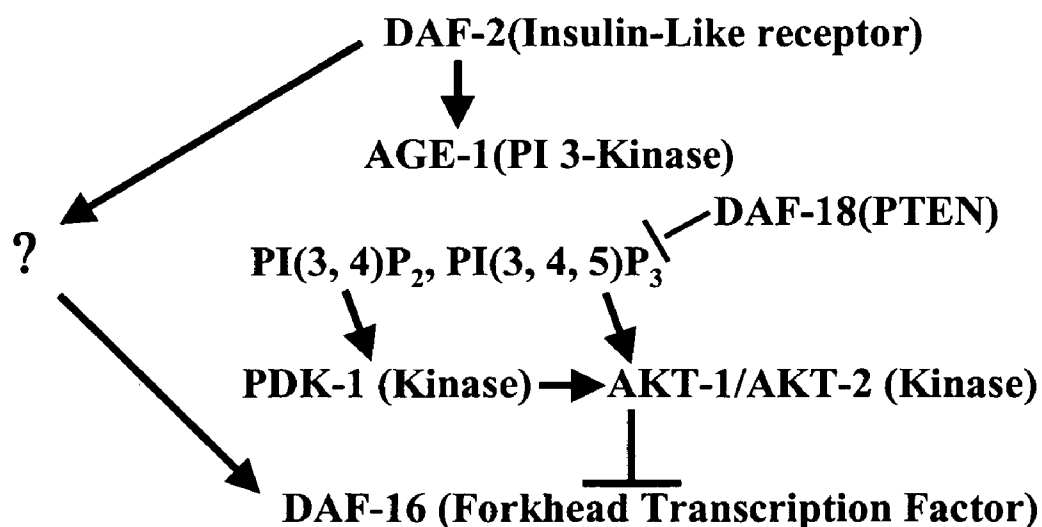 DAF-2(Insulin-Like receptor)
AGE-1(PI 3-Kinase)
DAF-18(PTEN)
?
PI(3, 4)P₂, PI(3, 4, 5)P₃
PDK-1 (Kinase)
AKT-1/AKT-2 (Kinase)
DAF-16 (Forkhead Transcription Factor)